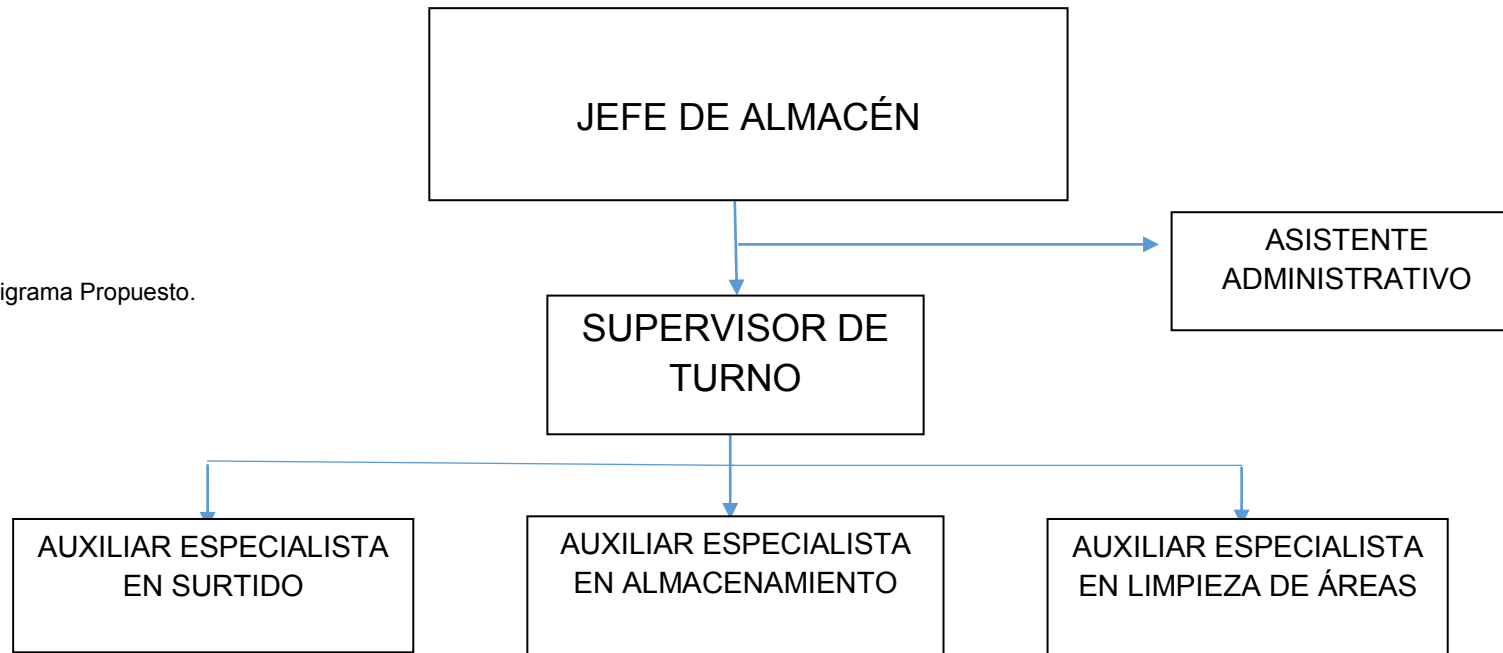 JEFE DE ALMACÉN
ASISTENTE
ADMINISTRATIVO
igrama Propuesto.
SUPERVISOR DE
TURNO
AUXILIAR ESPECIALISTA
EN SURTIDO
AUXILIAR ESPECIALISTA
EN ALMACENAMIENTO
AUXILIAR ESPECIALISTA
EN LIMPIEZA DE ÁREAS